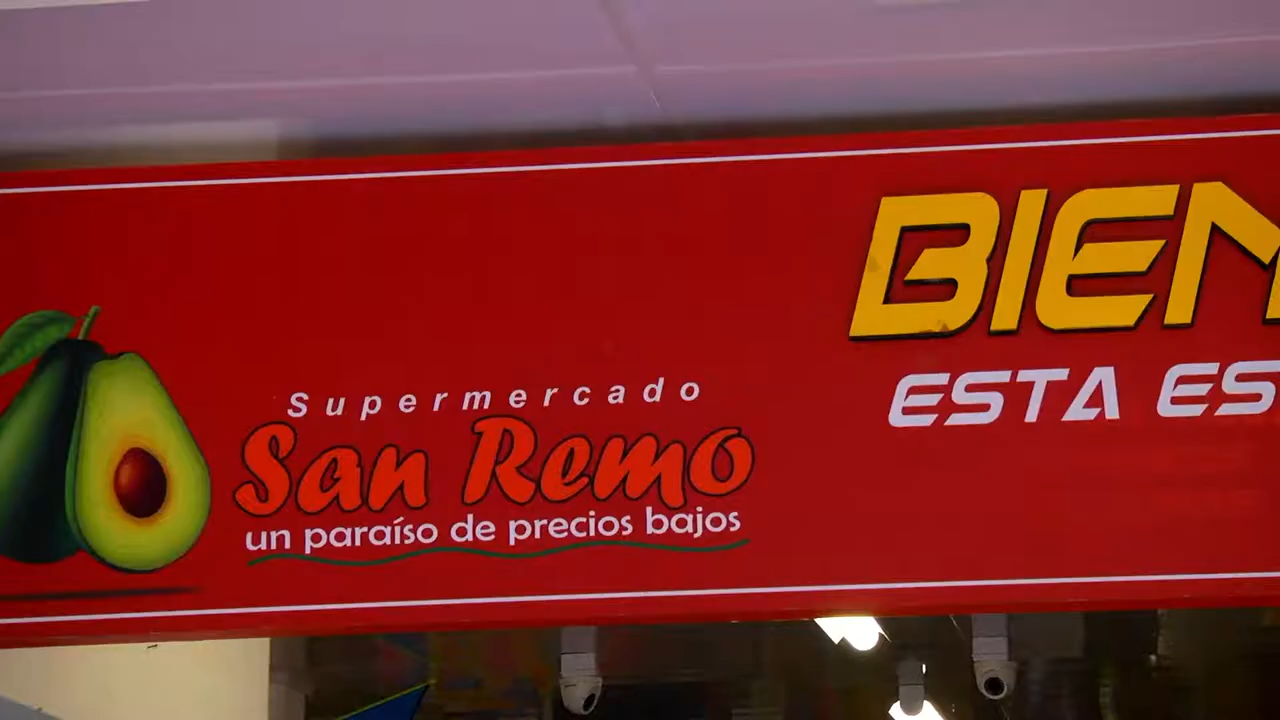 Supermercado
San Remo
un paraíso de precios bajos
BIEN
ESTA ES